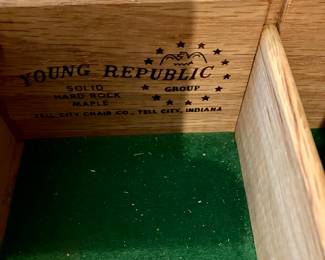 YOUNG REPUBLIC
SOLID
HARD ROCK
MAPLE
GROUP
TELL CITY CHAIR CO., TELL CITY, INDIANA